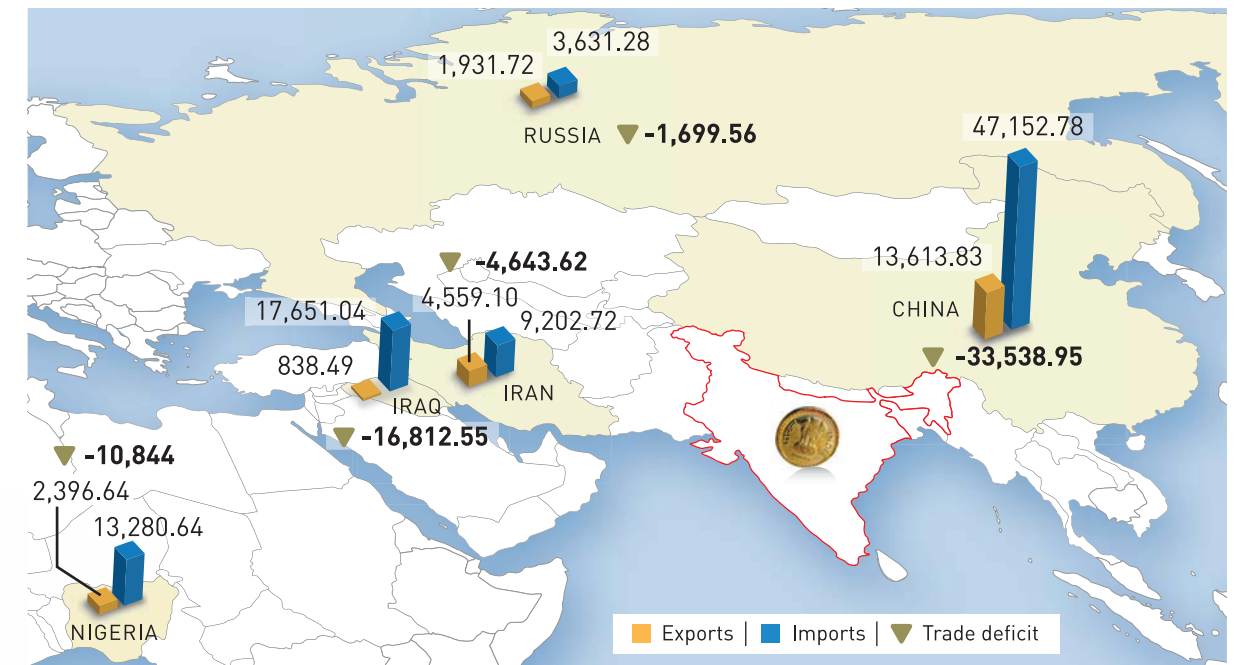 3,631.28
1,931.72
RUSSIA -1,699.56
47,152.78
13,613.83
CHINA
-33,538.95
-4,643.62
4,559.10
17,651.04
9,202.72
838.49
IRAN
IRAQ
-16,812.55
-10,844
2,396.64
13,280.64
NIGERIA
Exports | Imports | Trade deficit